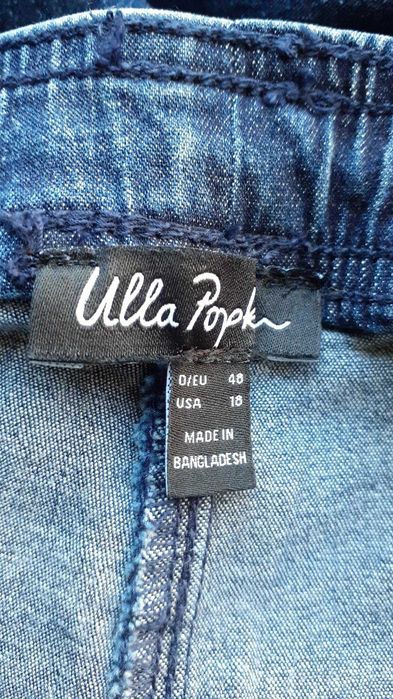 Ulla Popken
D/EU 48
USA 18
MADE IN
BANGLADESH